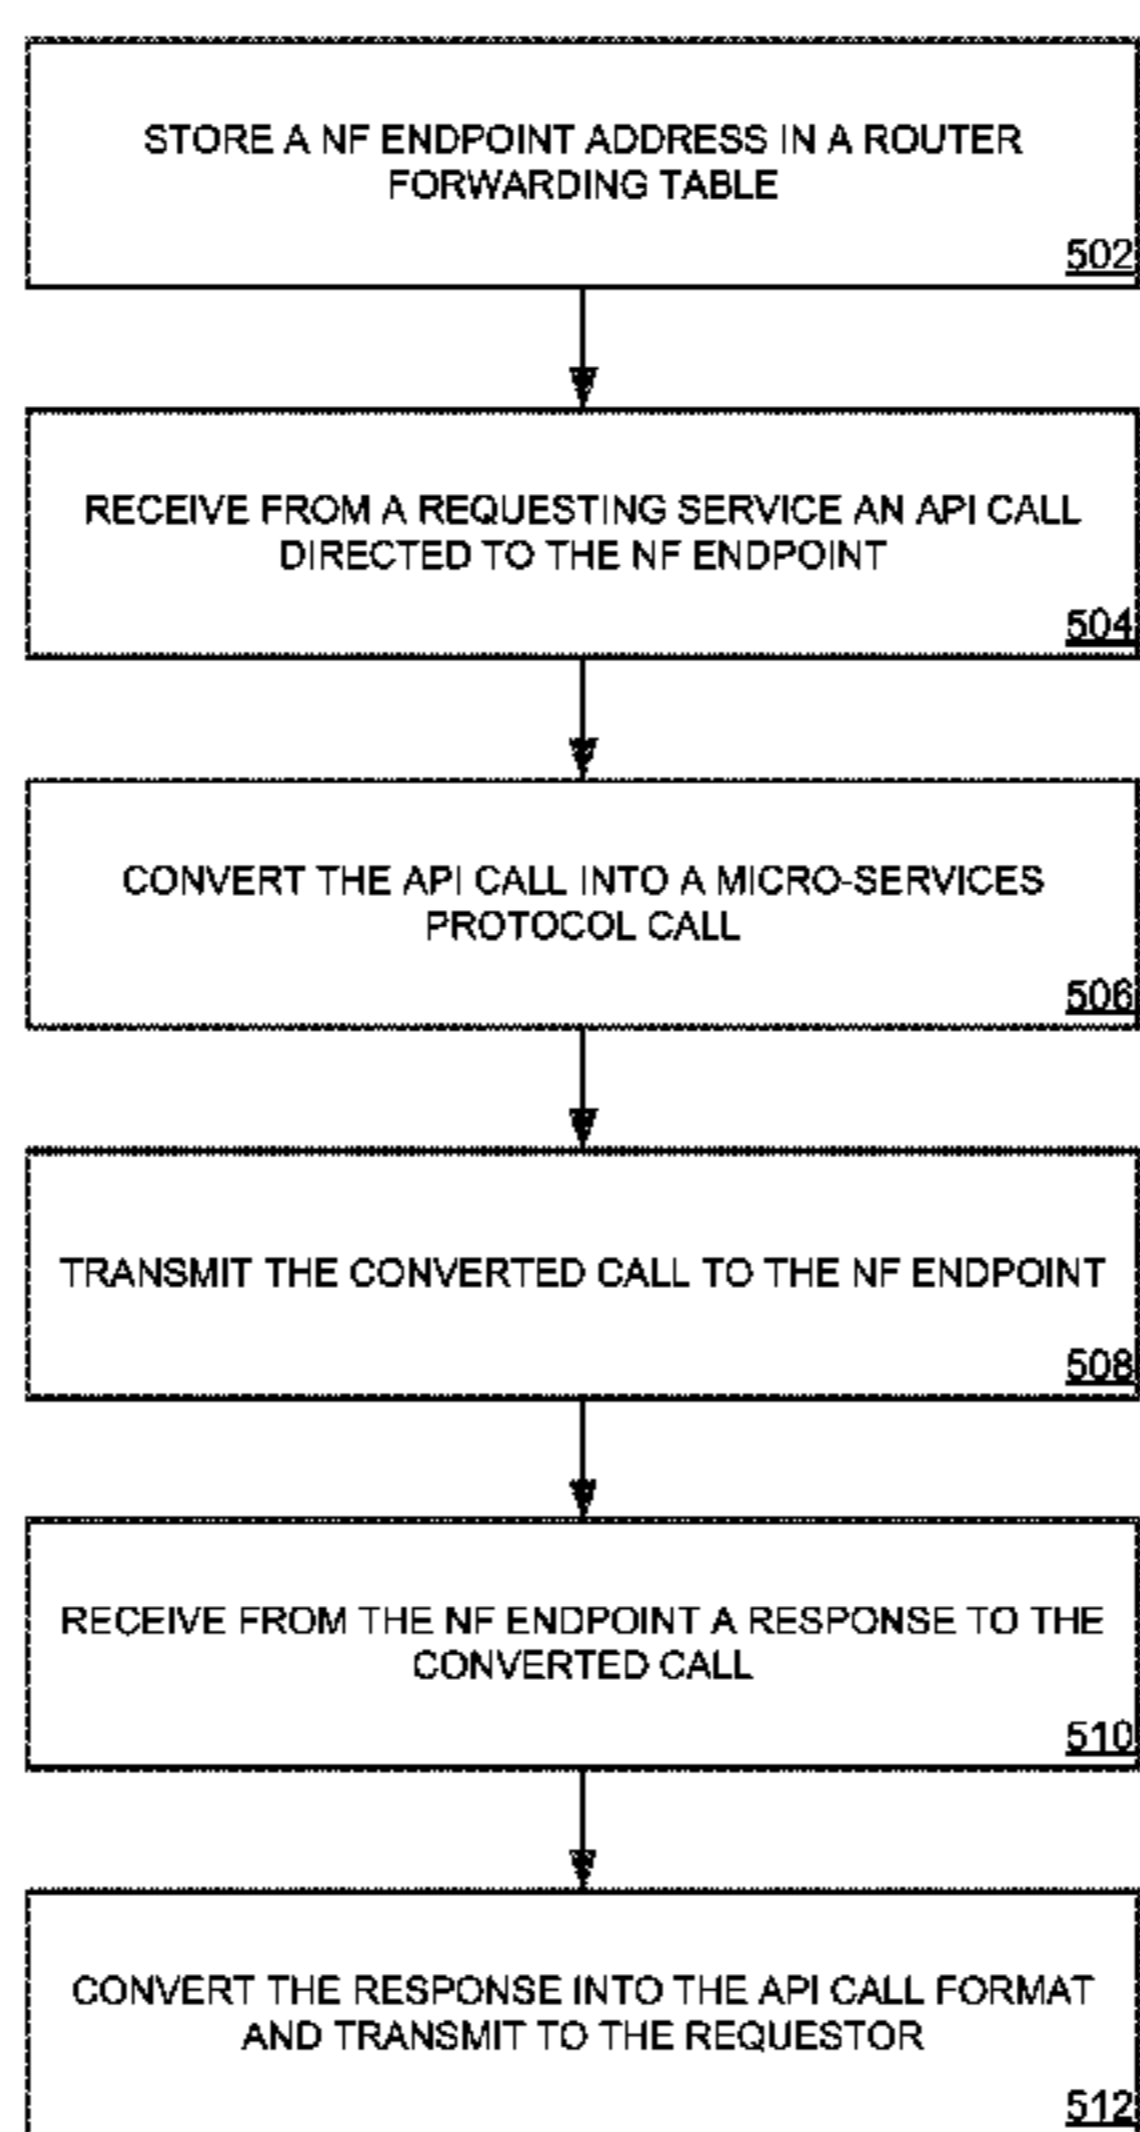 STORE A NF ENDPOINT ADDRESS IN A ROUTER
FORWARDING TABLE
502
RECEIVE FROM A REQUESTING SERVICE AN API CALL
DIRECTED TO THE NF ENDPOINT
504
CONVERT THE API CALL INTO A MICRO-SERVICES
PROTOCOL CALL
506
TRANSMIT THE CONVERTED CALL TO THE NF ENDPOINT
508
RECEIVE FROM THE NF ENDPOINT A RESPONSE TO THE
CONVERTED CALL
510
CONVERT THE RESPONSE INTO THE API CALL FORMAT
AND TRANSMIT TO THE REQUESTOR
512